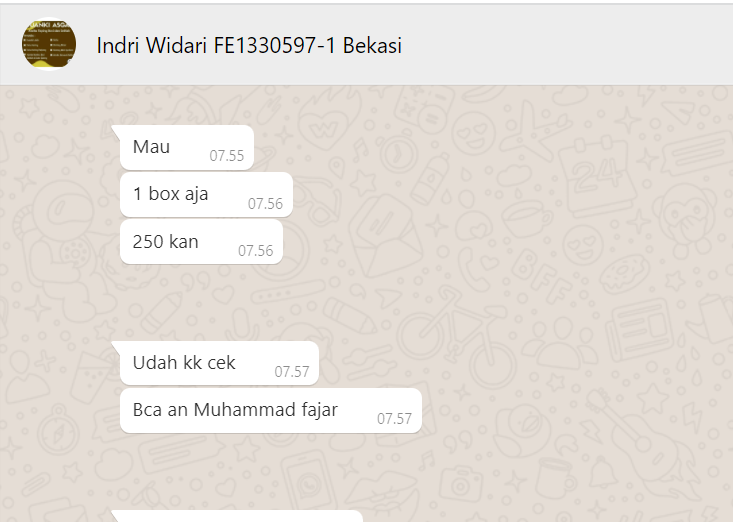 Indri Widari FE1330597-1 Bekasi
Mau
07.55
1 box aja
07.56
250 kan
07.56
Udah kk cek
07.57
Bca an Muhammad fajar
07.57